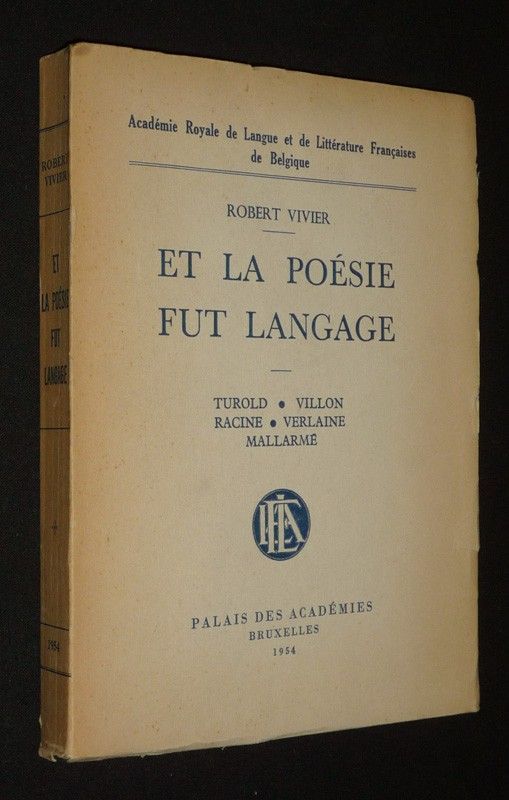 Académie Royale de Langue et de Littérature Françaises
de Belgique
ROBERT VIVIER
ET LA POÉSIE
FUT LANGAGE
TUROLD • VILLON
RACINE • VERLAINE
MALLARMÉ
PALAIS DES ACADÉMIES
BRUXELLES
1954
ROBERT
VIVIER
ET
LA POÉSIE
FUT
LANGAGE
1954